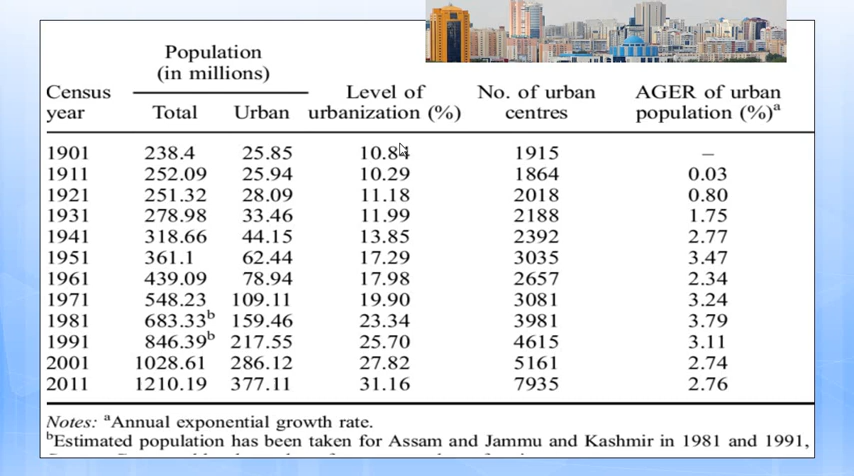 Population
(in millions)
Census year Total Urban Level of urbanization (%) No. of urban centres AGER of urban population (%)ᵃ
1901 238.4 25.85 10.84 1915 –
1911 252.09 25.94 10.29 1864 0.03
1921 251.32 28.09 11.18 2018 0.80
1931 278.98 33.46 11.99 2188 1.75
1941 318.66 44.15 13.85 2392 2.77
1951 361.1 62.44 17.29 3035 3.47
1961 439.09 78.94 17.98 2657 2.34
1971 548.23 109.11 19.90 3081 3.24
1981 683.33ᵇ 159.46 23.34 3981 3.79
1991 846.39ᵇ 217.55 25.70 4615 3.11
2001 1028.61 286.12 27.82 5161 2.74
2011 1210.19 377.11 31.16 7935 2.76
Notes: ᵃAnnual exponential growth rate.
ᵇEstimated population has been taken for Assam and Jammu and Kashmir in 1981 and 1991,